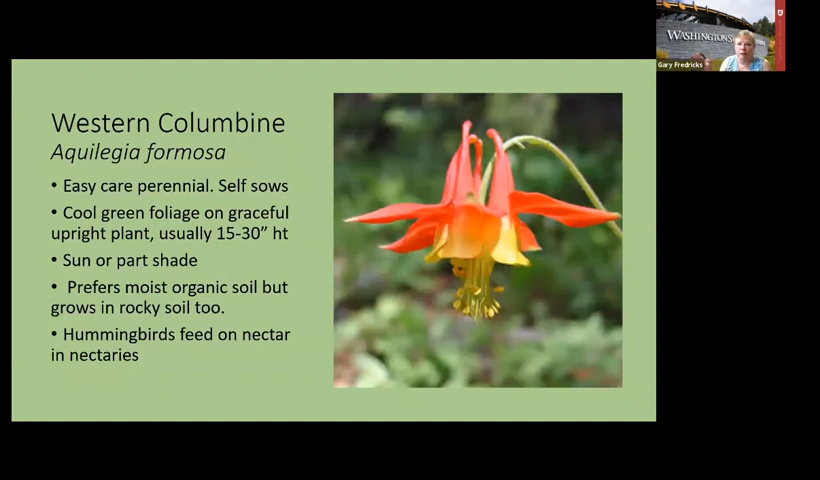 WASHINGTON ST
Gary Fredricks
Western Columbine
Aquilegia formosa
• Easy care perennial. Self sows
• Cool green foliage on graceful
upright plant, usually 15-30” ht
• Sun or part shade
• Prefers moist organic soil but
grows in rocky soil too.
• Hummingbirds feed on nectar
in nectaries